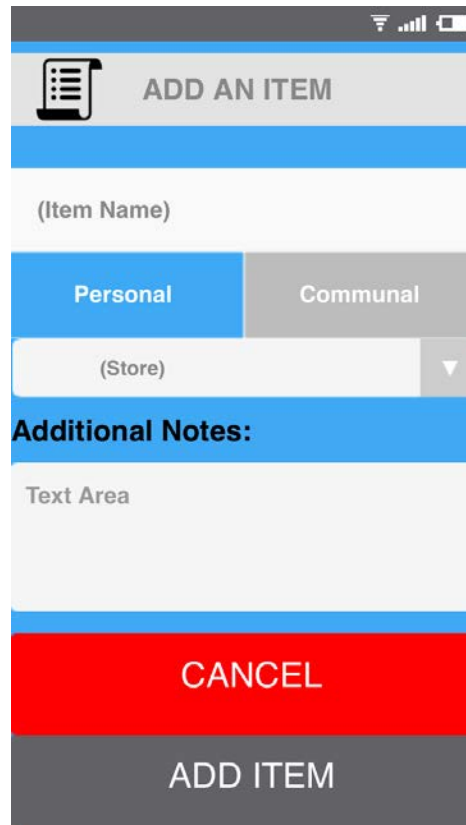 ADD AN ITEM
(Item Name)
Personal Communal
(Store)
Additional Notes:
Text Area
CANCEL
ADD ITEM